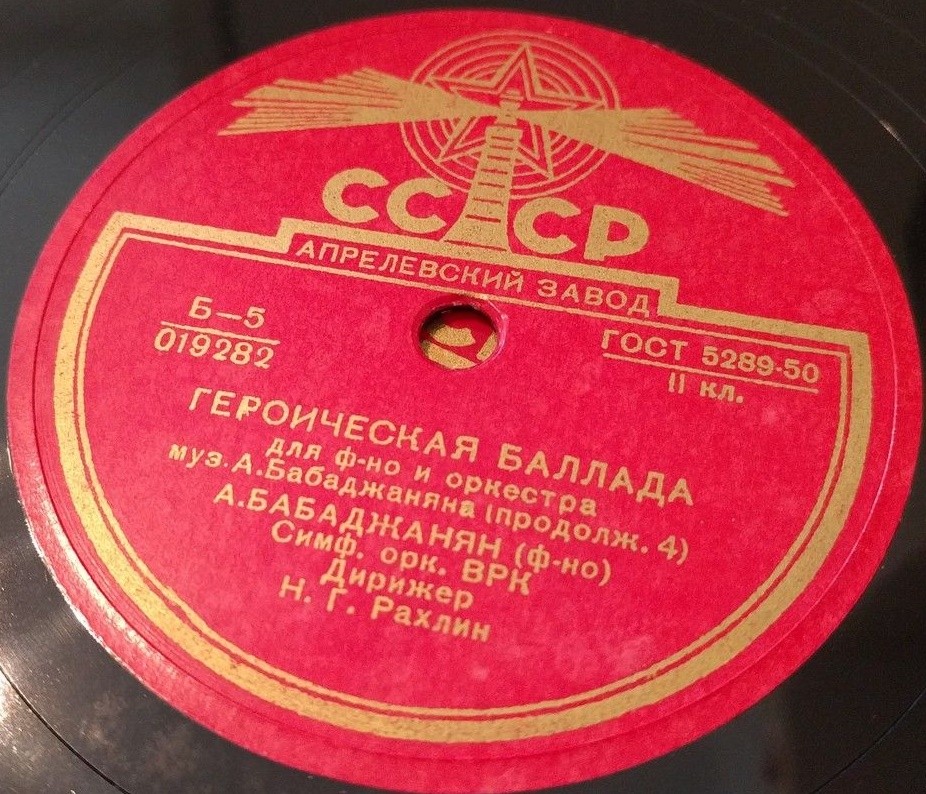 СССР
АПРЕЛЕВСКИЙ ЗАВОД
Б—5
019282
ГОСТ 5289-50
II кл.
ГЕРОИЧЕСКАЯ БАЛЛАДА
для ф-но и оркестра
муз. А. Бабаджаняна (продолж. 4)
А. БАБАДЖАНЯН (ф-но)
Симф. орк. ВРК
Дирижер
Н. Г. Рахлин